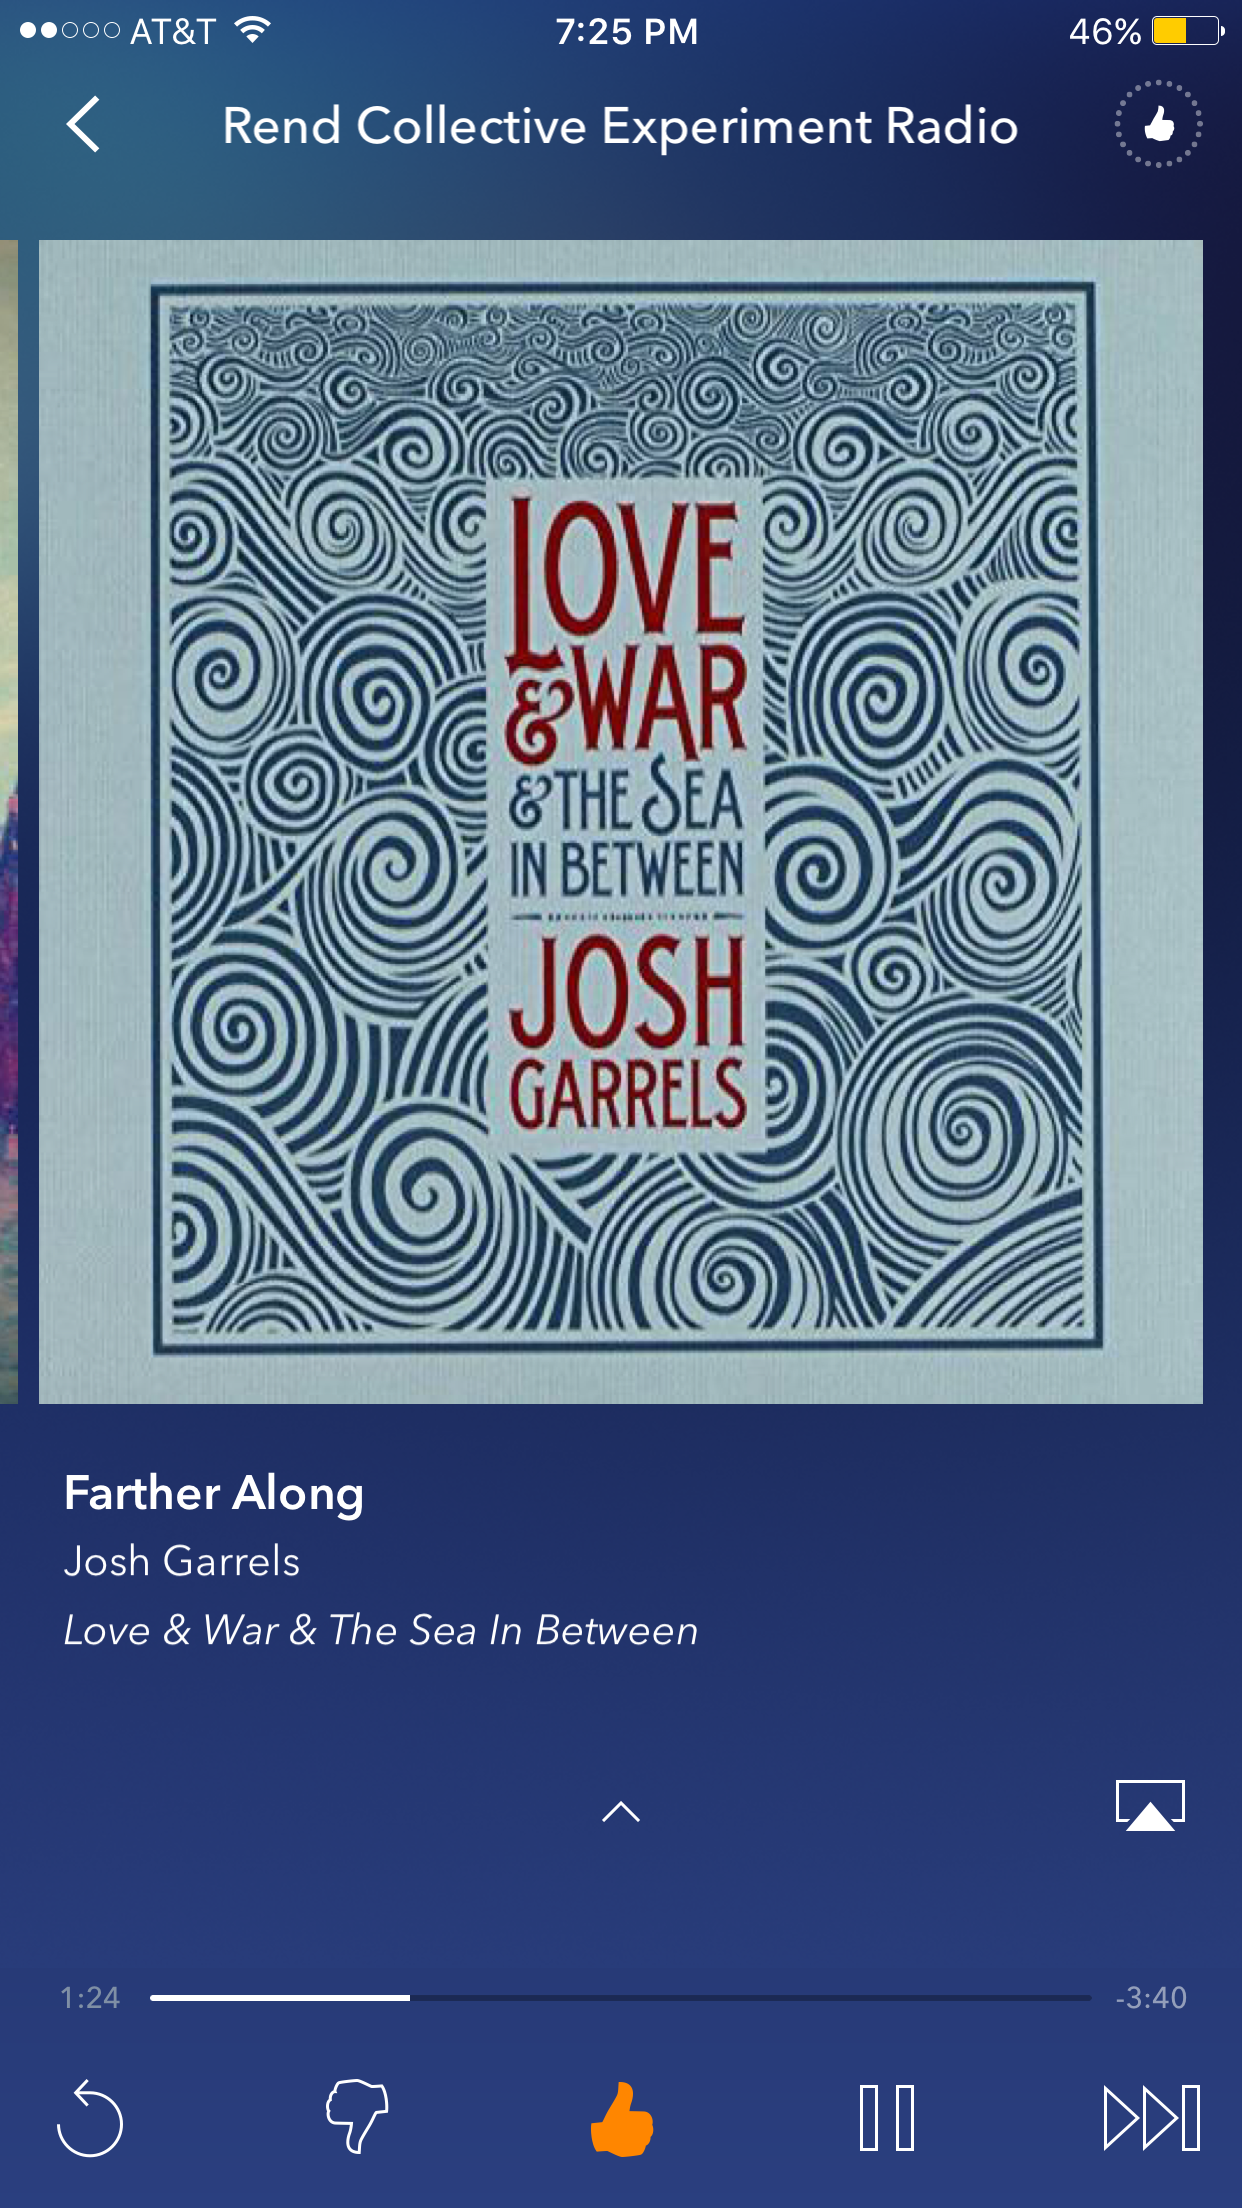 AT&T 7:25 PM 46%
Rend Collective Experiment Radio
LOVE
& WAR
& THE SEA
IN BETWEEN
JOSH
GARRELS
Farther Along
Josh Garrels
Love & War & The Sea In Between
1:24 -3:40